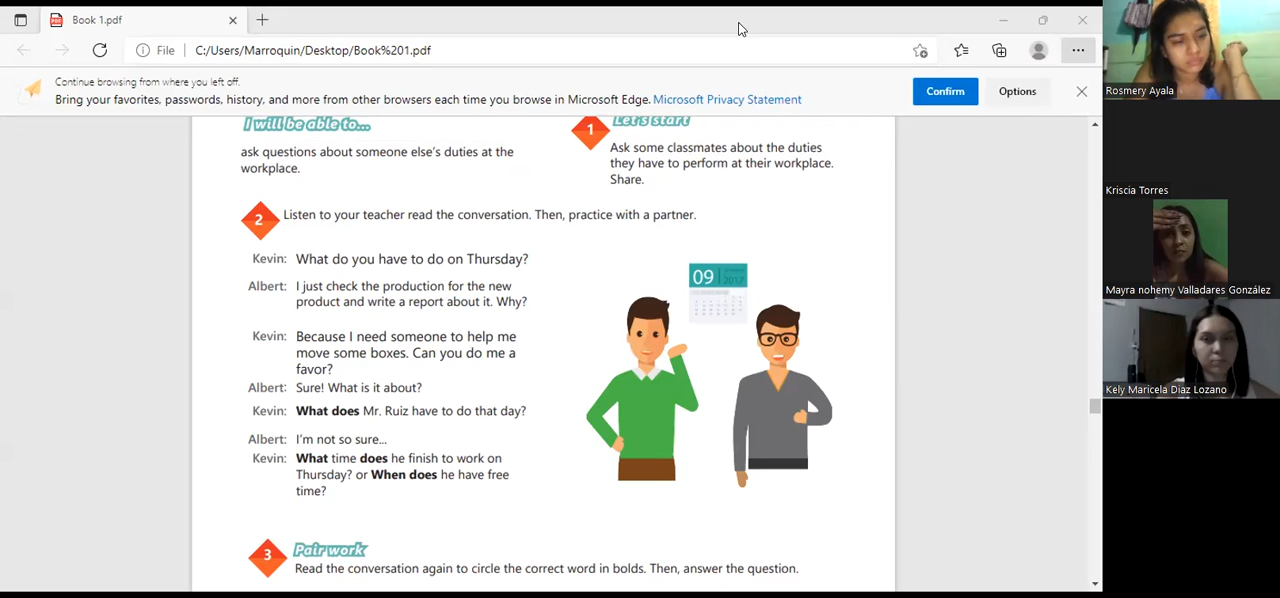 Book 1.pdf
File
C:/Users/Marroquin/Desktop/Book%201.pdf
Continue browsing from where you left off.
Bring your favorites, passwords, history, and more from other browsers each time you browse in Microsoft Edge. Microsoft Privacy Statement
Confirm
Options
I will be able to...
ask questions about someone else's duties at the
workplace.
1
Let's start
Ask some classmates about the duties
they have to perform at their workplace.
Share.
2
Listen to your teacher read the conversation. Then, practice with a partner.
Kevin: What do you have to do on Thursday?
Albert: I just check the production for the new
product and write a report about it. Why?
Kevin: Because I need someone to help me
move some boxes. Can you do me a
favor?
Albert: Sure! What is it about?
Kevin: What does Mr. Ruiz have to do that day?
Albert: I'm not so sure...
Kevin: What time does he finish to work on
Thursday? or When does he have free
time?
09
2017
3
Pair work
Read the conversation again to circle the correct word in bolds. Then, answer the question.
Rosmery Ayala
Kriscia Torres
Mayra nohemy Valladares González
Kely Maricela Diaz Lozano